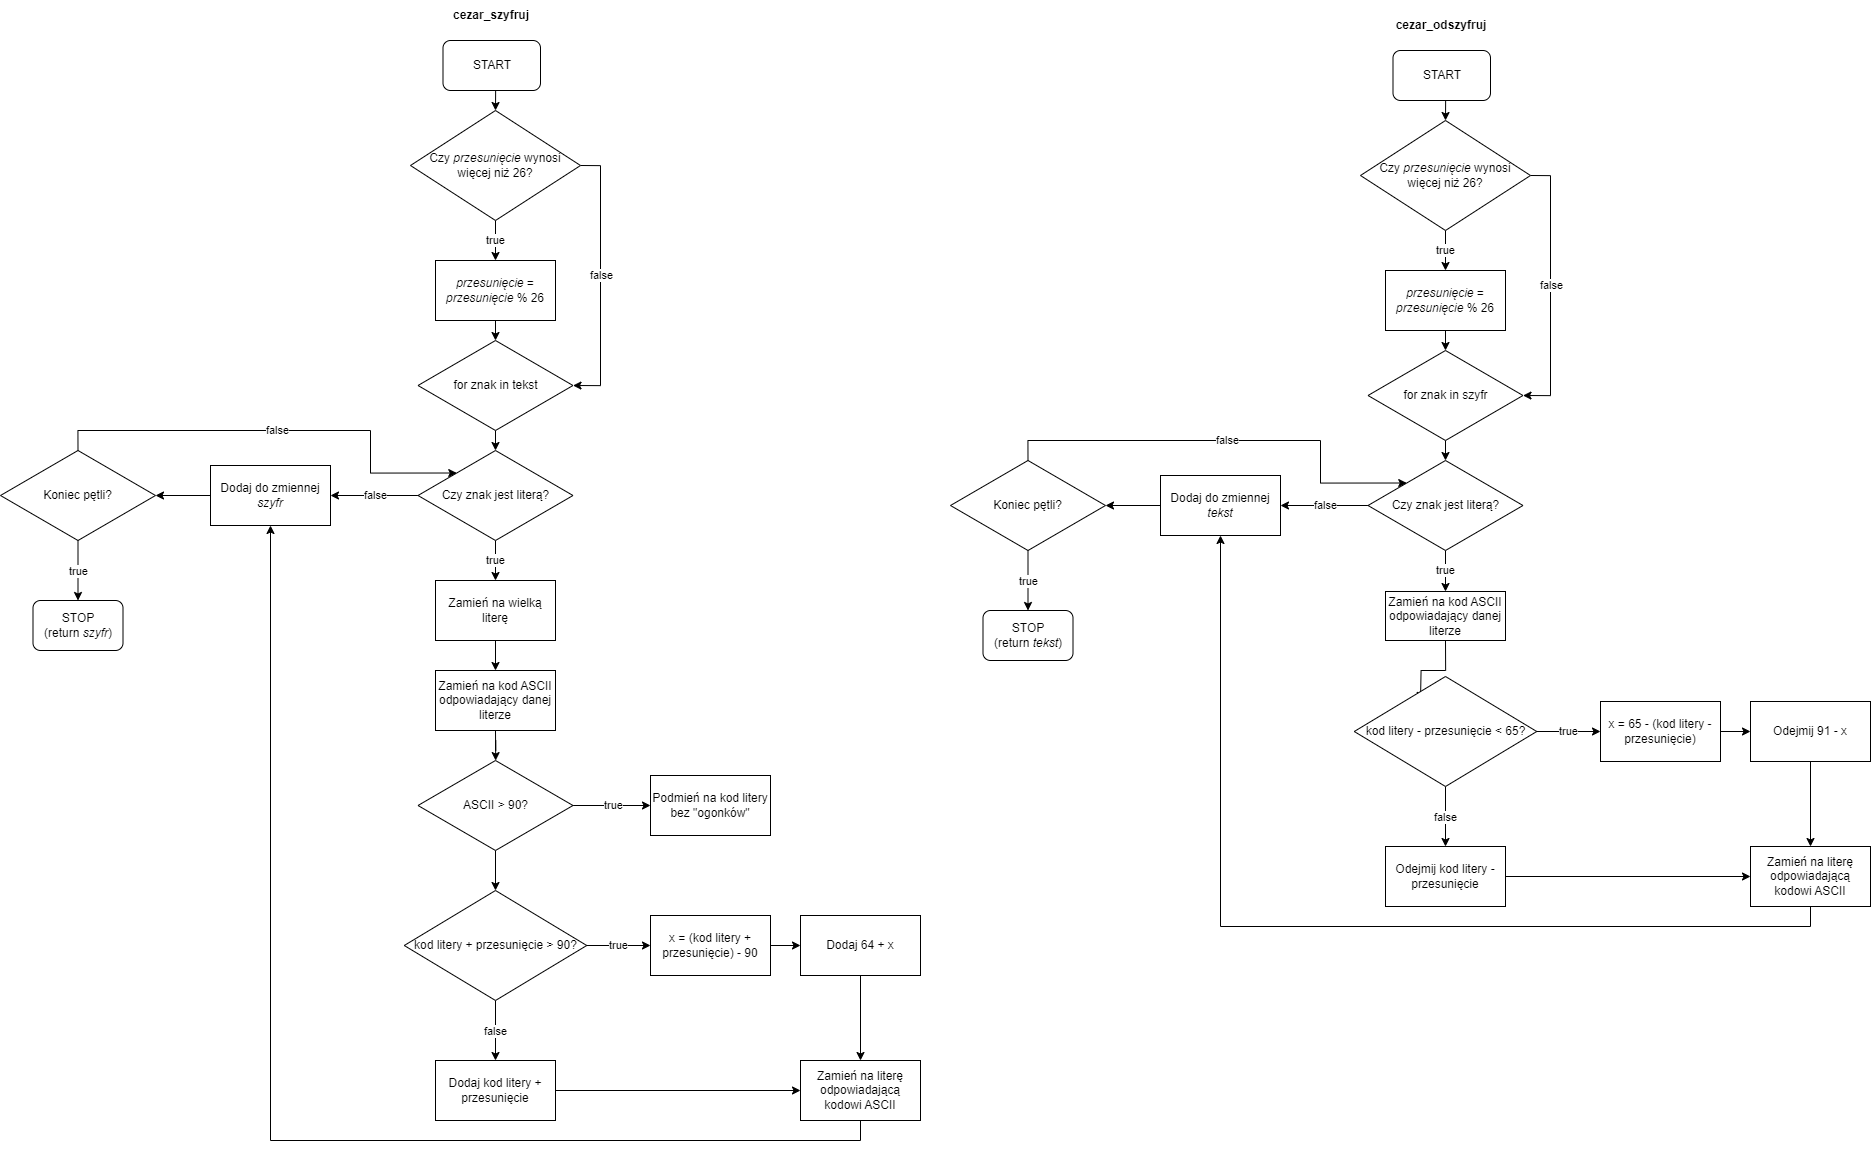 cezar_szyfruj
START
Czy przesunięcie wynosi
więcej niż 26?
true
false
przesunięcie =
przesunięcie % 26
for znak in tekst
false
Koniec pętli?
Dodaj do zmiennej
szyfr
false
Czy znak jest literą?
true
true
STOP
(return szyfr)
Zamień na wielką
literę
Zamień na kod ASCII
odpowiadający danej
literze
ASCII > 90?
true
Podmień na kod litery
bez "ogonków"
kod litery + przesunięcie > 90?
true
x = (kod litery +
przesunięcie) - 90
Dodaj 64 + x
false
Dodaj kod litery +
przesunięcie
Zamień na literę
odpowiadającą
kodowi ASCII
cezar_odszyfruj
START
Czy przesunięcie wynosi
więcej niż 26?
true
false
przesunięcie =
przesunięcie % 26
for znak in szyfr
false
Koniec pętli?
Dodaj do zmiennej
tekst
false
Czy znak jest literą?
true
true
STOP
(return tekst)
Zamień na kod ASCII
odpowiadający danej
literze
kod litery - przesunięcie < 65?
true
x = 65 - (kod litery -
przesunięcie)
Odejmij 91 - x
false
Odejmij kod litery -
przesunięcie
Zamień na literę
odpowiadającą
kodowi ASCII